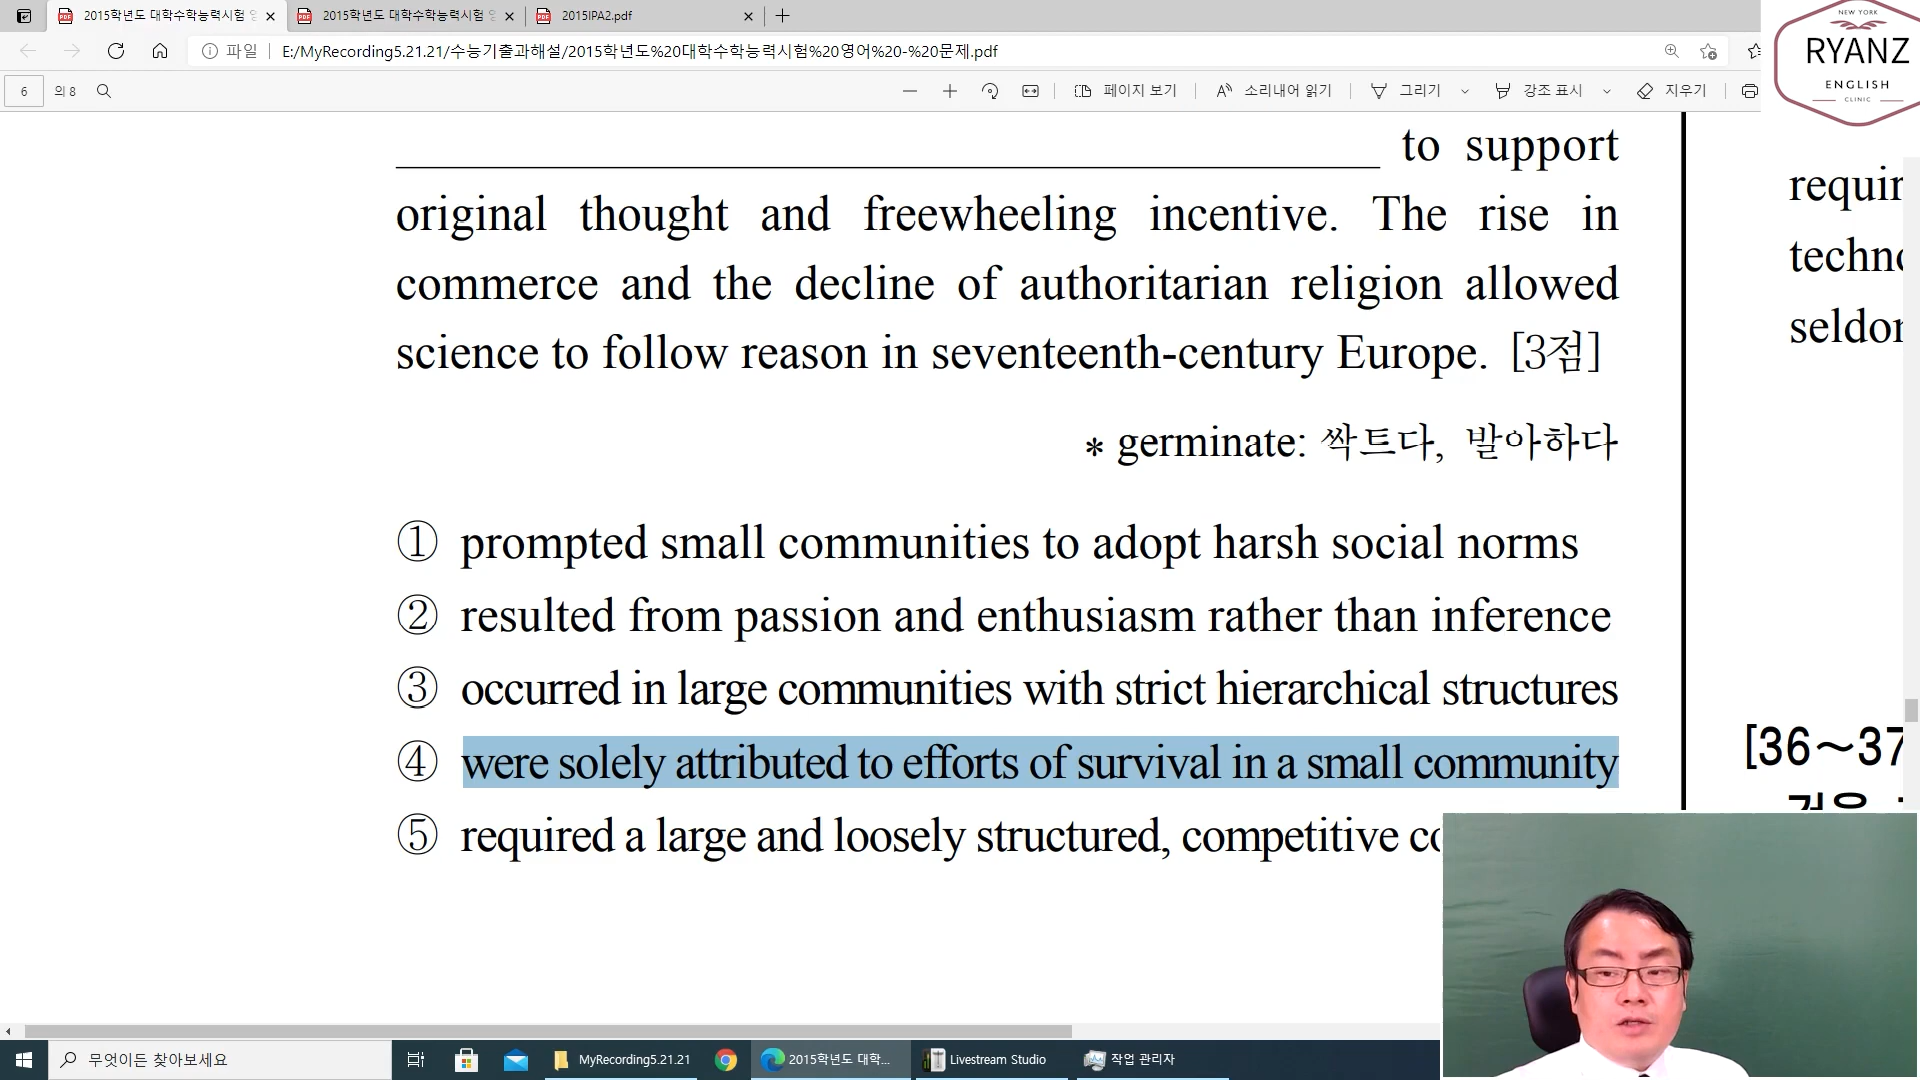 2015학년도 대학수학능력시험 영
2015학년도 대학수학능력시험 영
2015IPA2.pdf
파일
E:/MyRecording5.21.21/수능기출과해설/2015학년도%20대학수학능력시험%20영어%20-%20문제.pdf
6 의 8
페이지 보기
소리내어 읽기
그리기
강조 표시
지우기
NEW YORK
RYANZ
ENGLISH
CLINIC
to support
original thought and freewheeling incentive. The rise in
commerce and the decline of authoritarian religion allowed
science to follow reason in seventeenth-century Europe. [3점]
* germinate: 싹트다, 발아하다
① prompted small communities to adopt harsh social norms
② resulted from passion and enthusiasm rather than inference
③ occurred in large communities with strict hierarchical structures
④ were solely attributed to efforts of survival in a small community
⑤ required a large and loosely structured, competitive co
requir
techno
seldor
[36~37
무엇이든 찾아보세요
MyRecording5.21.21
2015학년도 대학...
Livestream Studio
작업 관리자